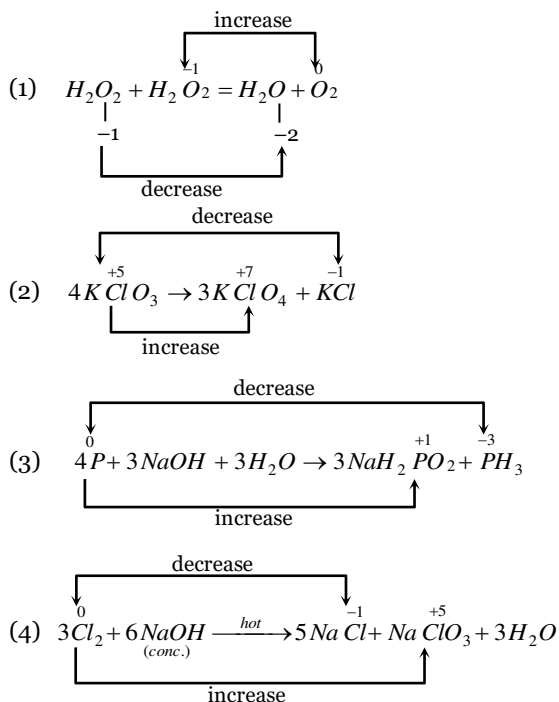 increase
−1 0
(1) H₂O₂ + H₂O₂ = H₂O + O₂
−1 −2
decrease
decrease
+5 +7 −1
(2) 4KClO₃ → 3KClO₄ + KCl
increase
decrease
0 +1 −3
(3) 4P + 3NaOH + 3H₂O → 3NaH₂PO₂ + PH₃
increase
decrease
0 −1 +5
(4) 3Cl₂ + 6NaOH (conc.) —hot→ 5NaCl + NaClO₃ + 3H₂O
increase